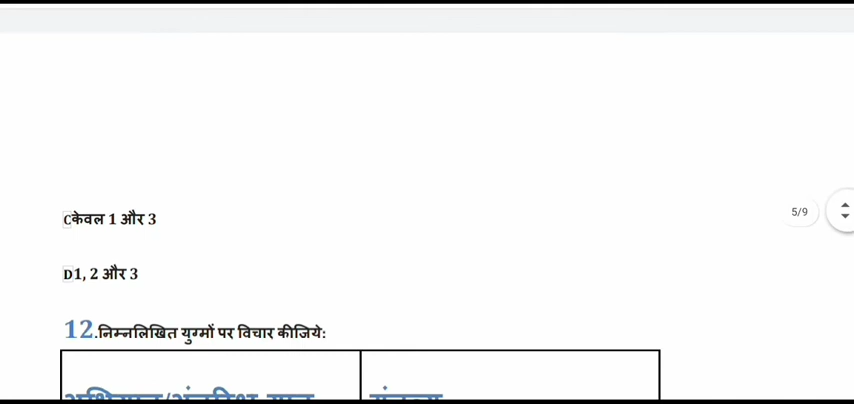 Cकेवल 1 और 3
5/9
D1, 2 और 3
12.निम्नलिखित युग्मों पर विचार कीजिये: